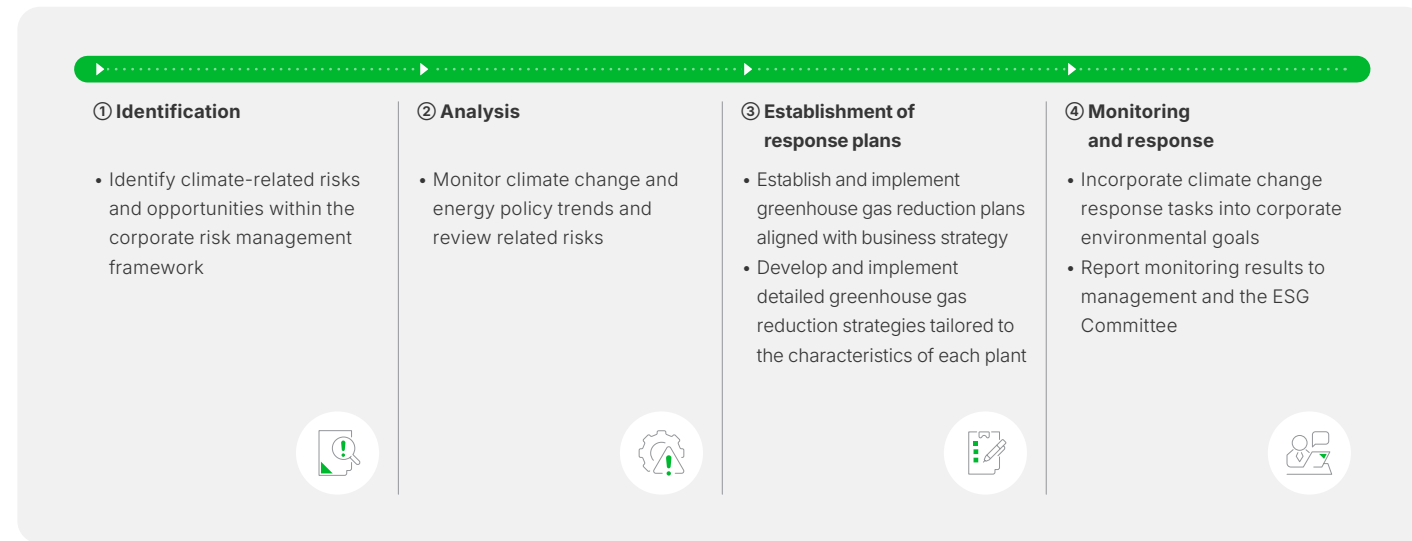 ① Identification
• Identify climate-related risks
and opportunities within the
corporate risk management
framework
② Analysis
• Monitor climate change and
energy policy trends and
review related risks
③ Establishment of
response plans
• Establish and implement
greenhouse gas reduction plans
aligned with business strategy
• Develop and implement
detailed greenhouse gas
reduction strategies tailored to
the characteristics of each plant
④ Monitoring
and response
• Incorporate climate change
response tasks into corporate
environmental goals
• Report monitoring results to
management and the ESG
Committee